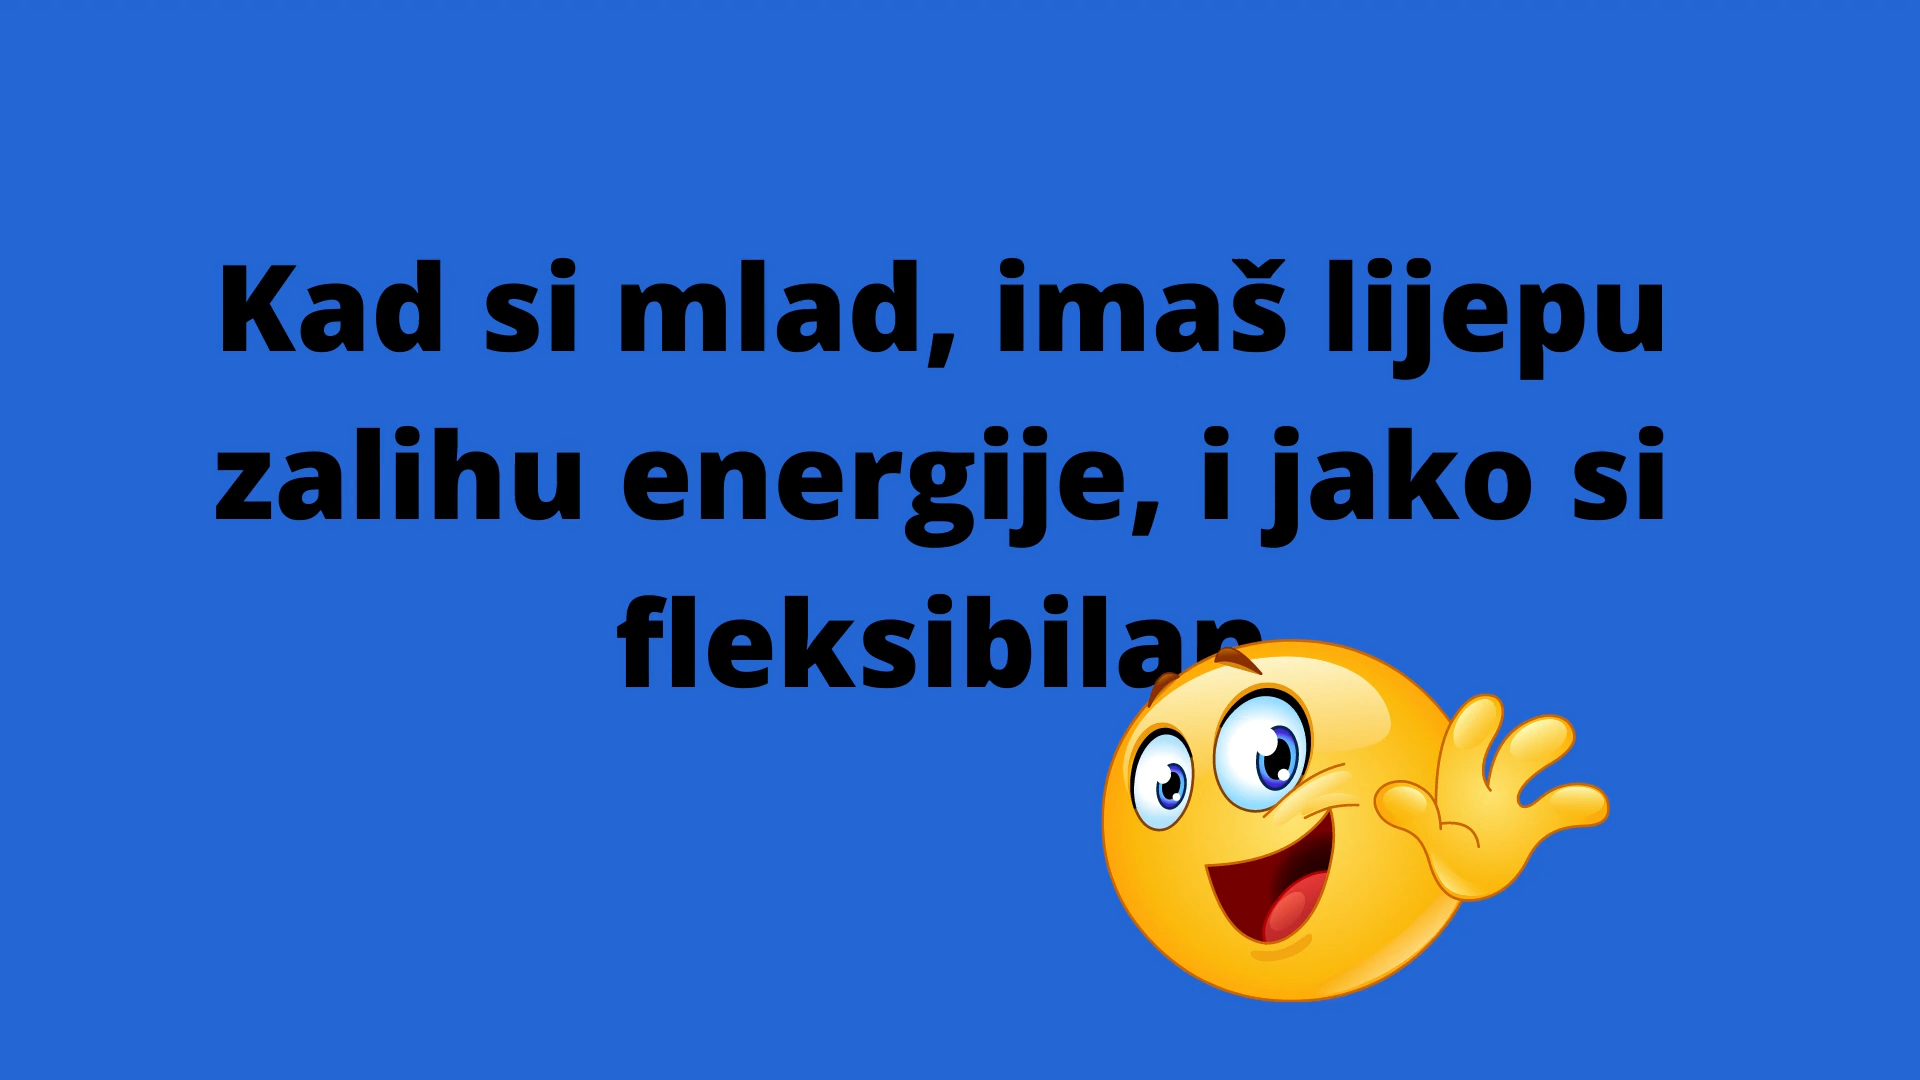 Kad si mlad, imaš lijepu
zalihu energije, i jako si
fleksibilan